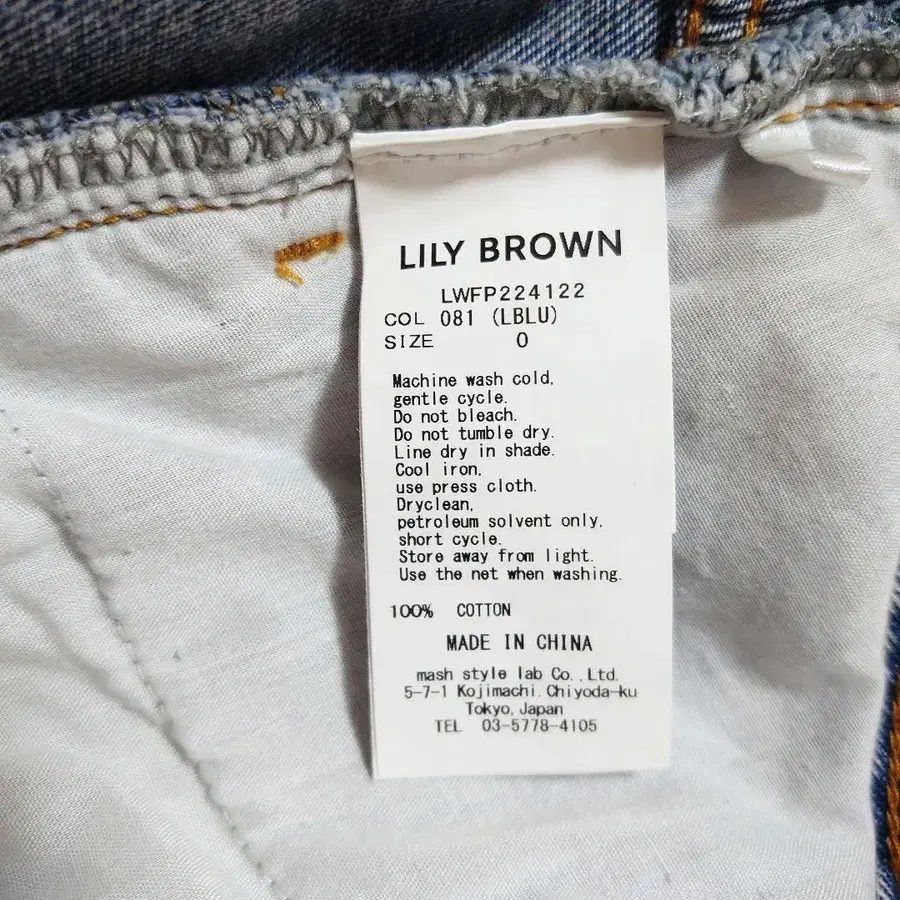 LILY BROWN
LWFP224122
COL 081 (LBLU)
SIZE 0
Machine wash cold,
gentle cycle.
Do not bleach.
Do not tumble dry.
Line dry in shade.
Cool iron,
use press cloth.
Dryclean,
petroleum solvent only,
short cycle.
Store away from light.
Use the net when washing.
100% COTTON
MADE IN CHINA
mash style lab Co.,Ltd.
5-7-1 Kojimachi.Chiyoda-ku
Tokyo,Japan
TEL 03-5778-4105